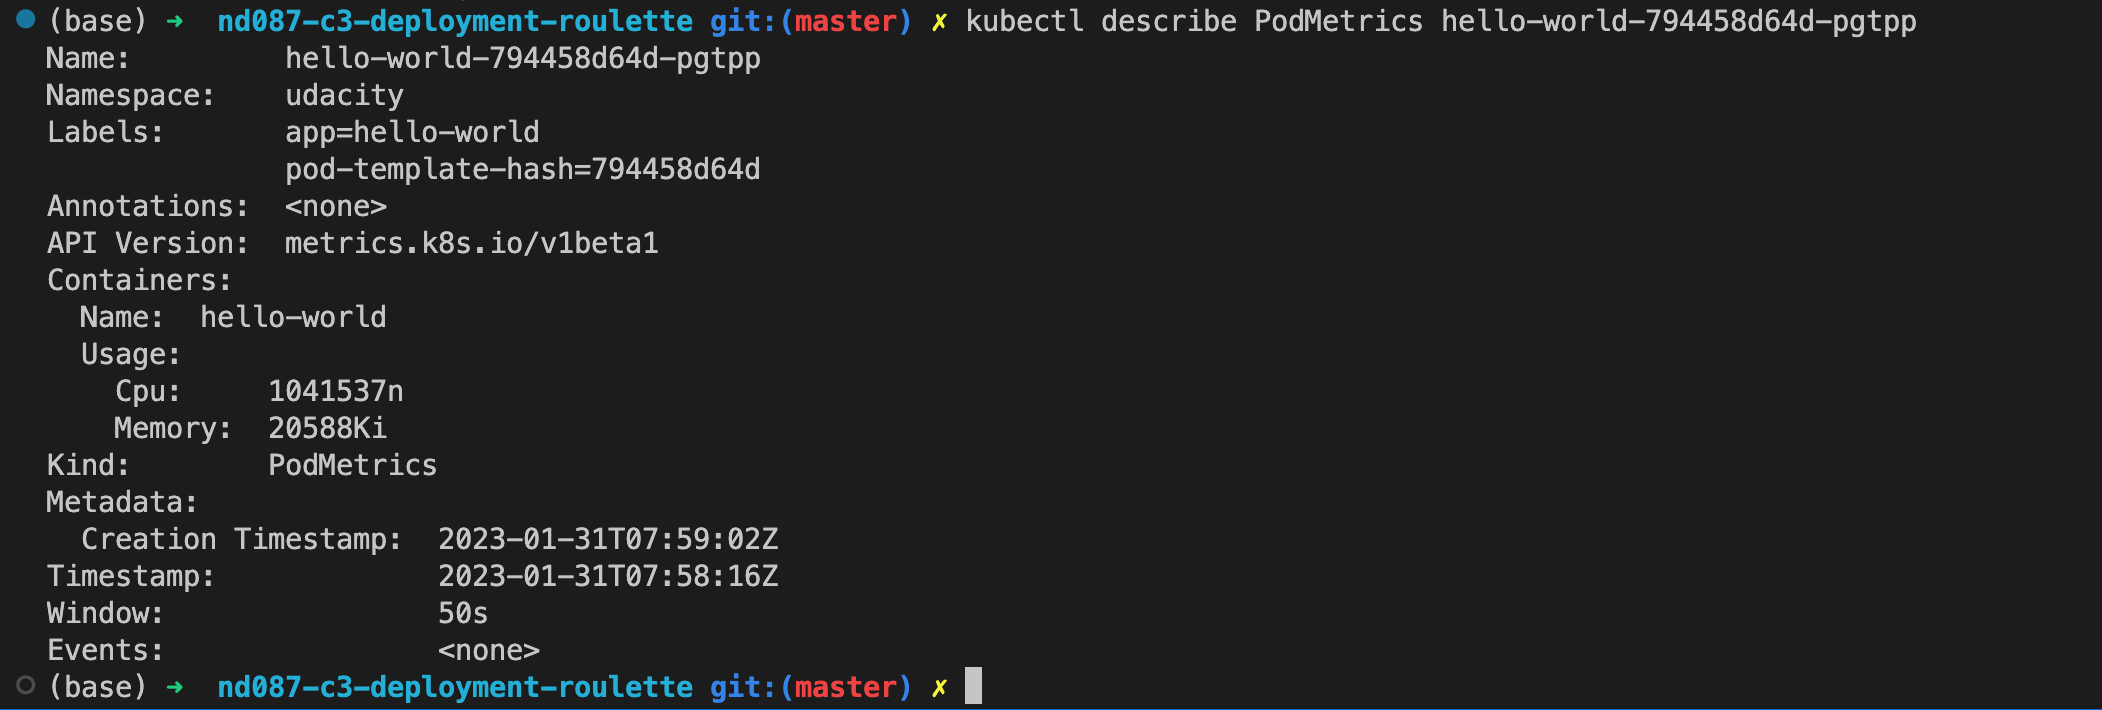 (base) ➜  nd087-c3-deployment-roulette git:(master) ✗ kubectl describe PodMetrics hello-world-794458d64d-pgtpp
Name:         hello-world-794458d64d-pgtpp
Namespace:    udacity
Labels:       app=hello-world
              pod-template-hash=794458d64d
Annotations:  <none>
API Version:  metrics.k8s.io/v1beta1
Containers:
  Name:  hello-world
  Usage:
    Cpu:     1041537n
    Memory:  20588Ki
Kind:        PodMetrics
Metadata:
  Creation Timestamp:  2023-01-31T07:59:02Z
Timestamp:             2023-01-31T07:58:16Z
Window:                50s
Events:                <none>
(base) ➜  nd087-c3-deployment-roulette git:(master) ✗